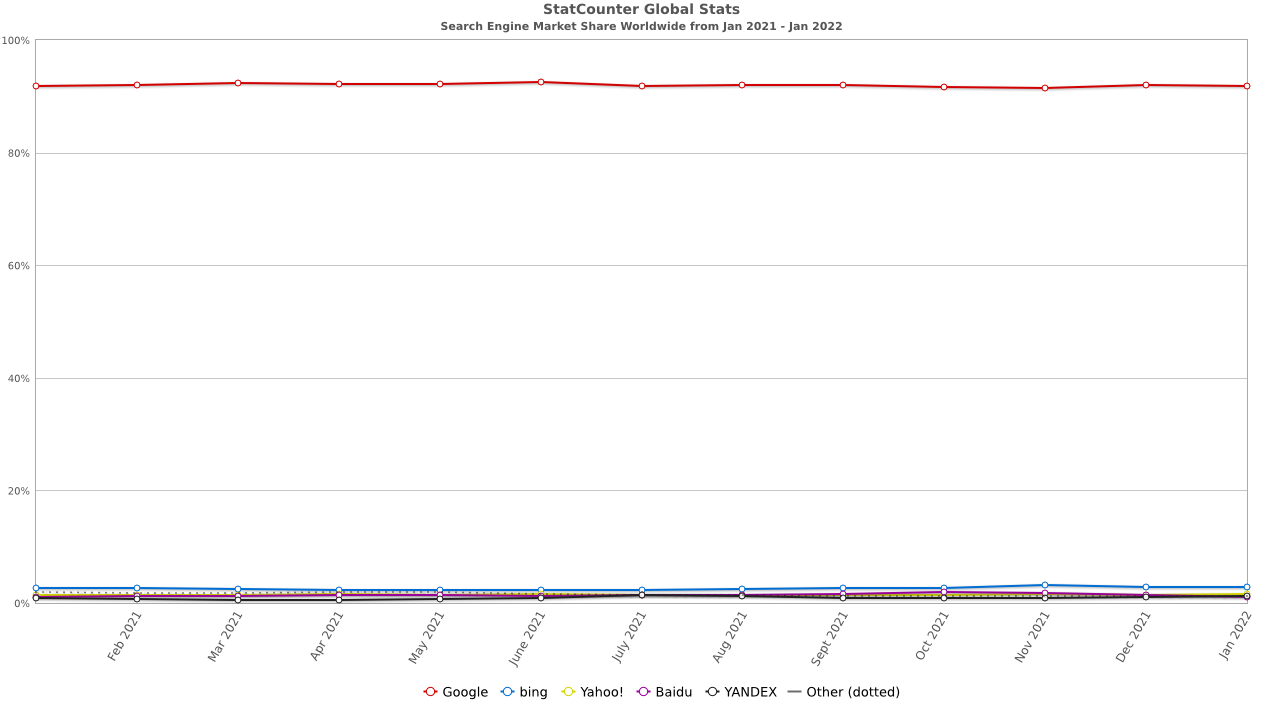 StatCounter Global Stats
Search Engine Market Share Worldwide from Jan 2021 - Jan 2022
100%
80%
60%
40%
20%
0%
Feb 2021 Mar 2021 Apr 2021 May 2021 June 2021 July 2021 Aug 2021 Sept 2021 Oct 2021 Nov 2021 Dec 2021 Jan 2022
Google bing Yahoo! Baidu YANDEX Other (dotted)